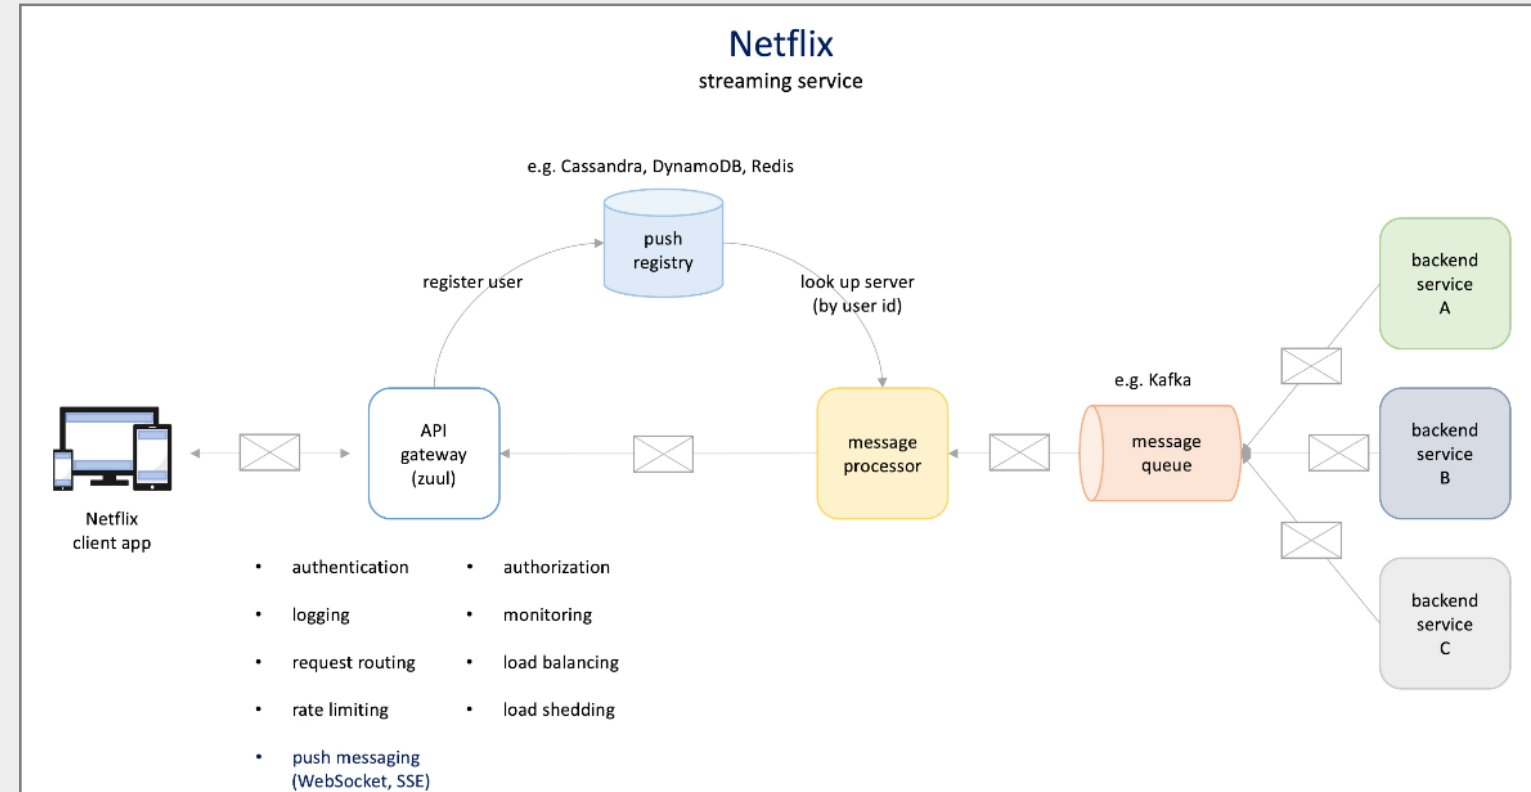 Netflix
streaming service
e.g. Cassandra, DynamoDB, Redis
push
registry
register user
look up server
(by user id)
backend
service
A
e.g. Kafka
API
gateway
(zuul)
message
processor
message
queue
backend
service
B
Netflix
client app
backend
service
C
• authentication
• logging
• request routing
• rate limiting
• push messaging
(WebSocket, SSE)
• authorization
• monitoring
• load balancing
• load shedding